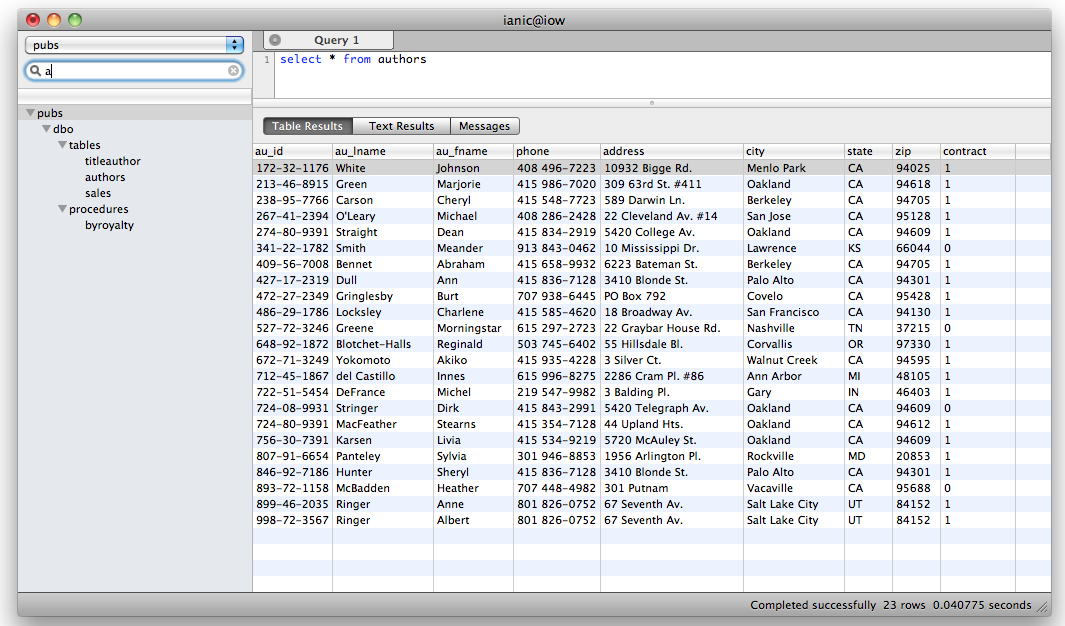 ianic@iow
pubs
a
pubs
dbo
tables
titleauthor
authors
sales
procedures
byroyalty
Query 1
1 select * from authors
Table Results Text Results Messages
au_id au_lname au_fname phone address city state zip contract
172-32-1176 White Johnson 408 496-7223 10932 Bigge Rd. Menlo Park CA 94025 1
213-46-8915 Green Marjorie 415 986-7020 309 63rd St. #411 Oakland CA 94618 1
238-95-7766 Carson Cheryl 415 548-7723 589 Darwin Ln. Berkeley CA 94705 1
267-41-2394 O'Leary Michael 408 286-2428 22 Cleveland Av. #14 San Jose CA 95128 1
274-80-9391 Straight Dean 415 834-2919 5420 College Av. Oakland CA 94609 1
341-22-1782 Smith Meander 913 843-0462 10 Mississippi Dr. Lawrence KS 66044 0
409-56-7008 Bennet Abraham 415 658-9932 6223 Bateman St. Berkeley CA 94705 1
427-17-2319 Dull Ann 415 836-7128 3410 Blonde St. Palo Alto CA 94301 1
472-27-2349 Gringlesby Burt 707 938-6445 PO Box 792 Covelo CA 95428 1
486-29-1786 Locksley Charlene 415 585-4620 18 Broadway Av. San Francisco CA 94130 1
527-72-3246 Greene Morningstar 615 297-2723 22 Graybar House Rd. Nashville TN 37215 0
648-92-1872 Blotchet-Halls Reginald 503 745-6402 55 Hillsdale Bl. Corvallis OR 97330 1
672-71-3249 Yokomoto Akiko 415 935-4228 3 Silver Ct. Walnut Creek CA 94595 1
712-45-1867 del Castillo Innes 615 996-8275 2286 Cram Pl. #86 Ann Arbor MI 48105 1
722-51-5454 DeFrance Michel 219 547-9982 3 Balding Pl. Gary IN 46403 1
724-08-9931 Stringer Dirk 415 843-2991 5420 Telegraph Av. Oakland CA 94609 0
724-80-9391 MacFeather Stearns 415 354-7128 44 Upland Hts. Oakland CA 94612 1
756-30-7391 Karsen Livia 415 534-9219 5720 McAuley St. Oakland CA 94609 1
807-91-6654 Panteley Sylvia 301 946-8853 1956 Arlington Pl. Rockville MD 20853 1
846-92-7186 Hunter Sheryl 415 836-7128 3410 Blonde St. Palo Alto CA 94301 1
893-72-1158 McBadden Heather 707 448-4982 301 Putnam Vacaville CA 95688 0
899-46-2035 Ringer Anne 801 826-0752 67 Seventh Av. Salt Lake City UT 84152 1
998-72-3567 Ringer Albert 801 826-0752 67 Seventh Av. Salt Lake City UT 84152 1
Completed successfully 23 rows 0.040775 seconds